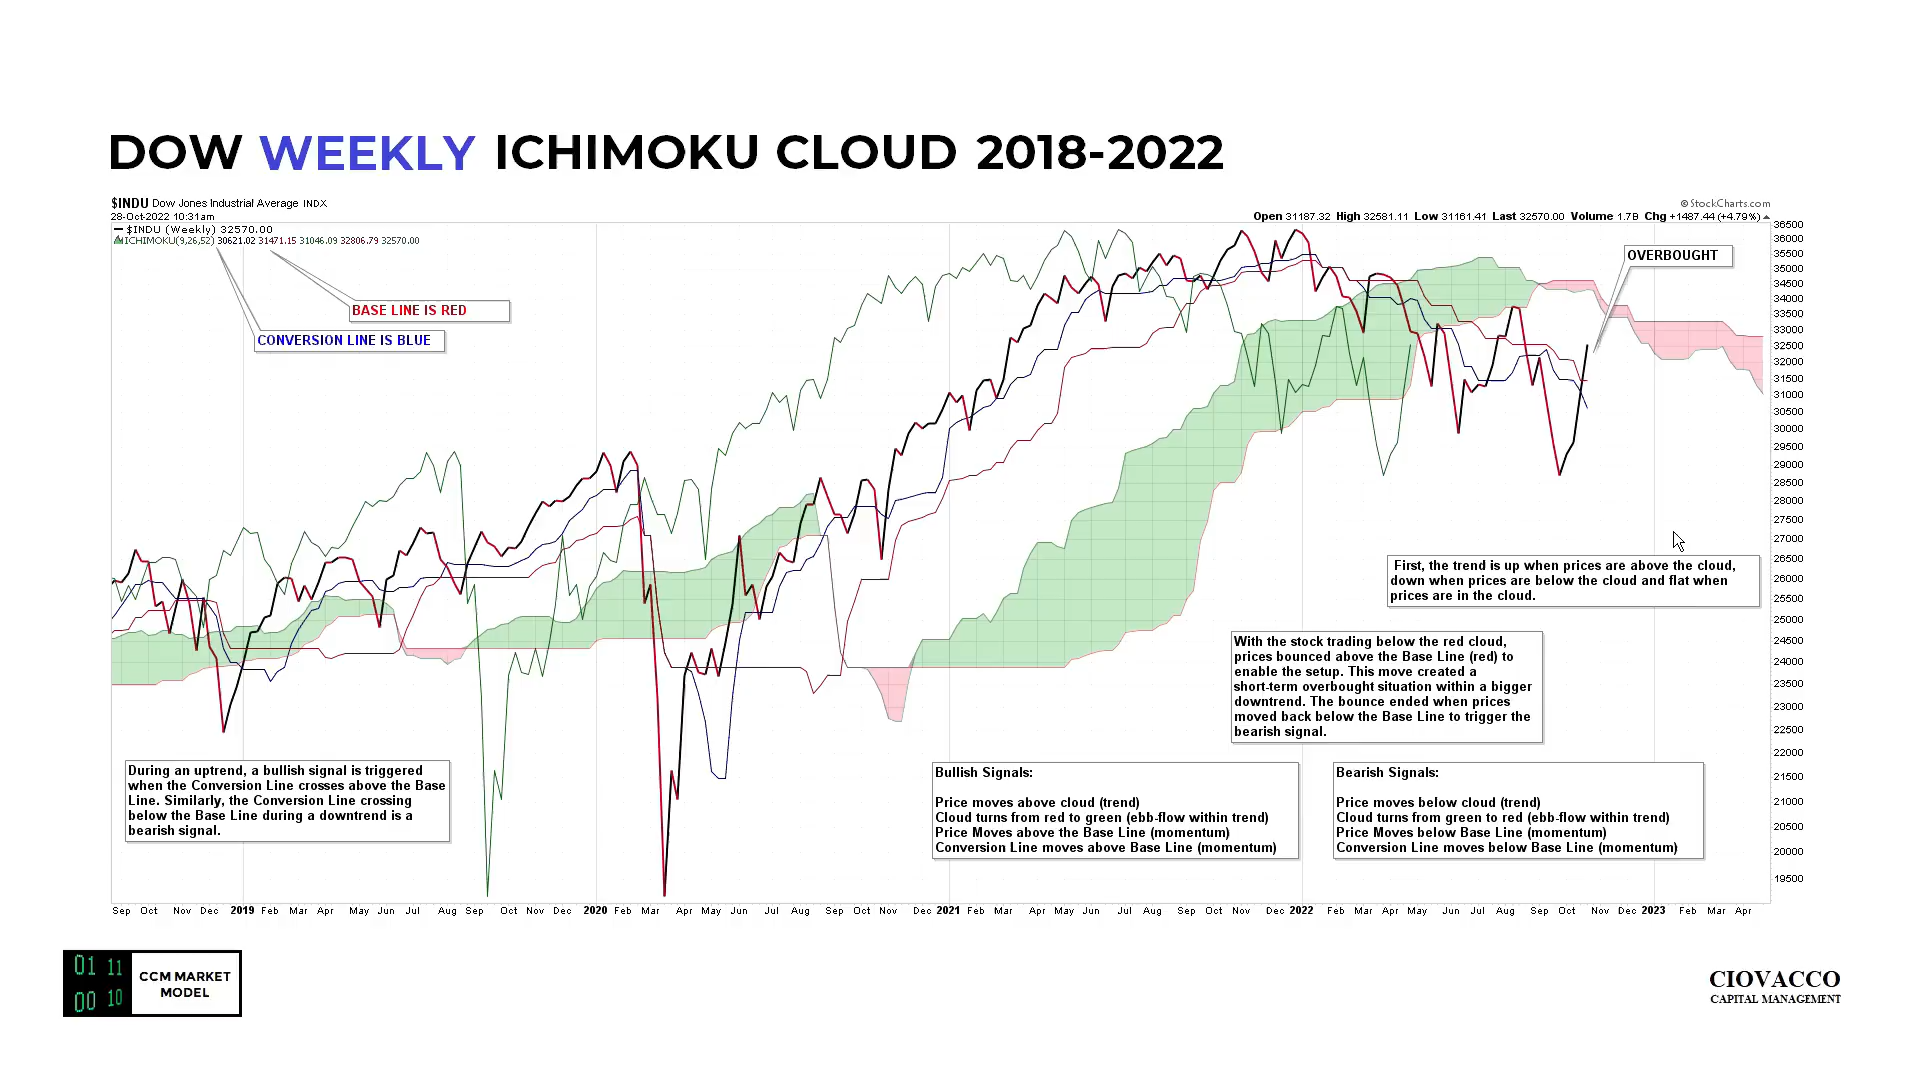 DOW WEEKLY ICHIMOKU CLOUD 2018-2022
$INDU Dow Jones Industrial Average INDX
© StockCharts.com
28-Oct-2022 10:31am
Open 31187.32 High 32581.11 Low 31161.41 Last 32570.00 Volume 1.7B Chg +1487.44 (+4.79%)
$INDU (Weekly) 32570.00
ICHIMOKU(9,26,52) 30621.02 31471.15 31046.09 32806.79 32570.00
BASE LINE IS RED
CONVERSION LINE IS BLUE
OVERBOUGHT
36500
36000
35500
35000
34500
34000
33500
33000
32500
32000
31500
31000
30500
30000
29500
29000
28500
28000
27500
27000
26500
26000
25500
25000
24500
24000
23500
23000
22500
22000
21500
21000
20500
20000
19500
First, the trend is up when prices are above the cloud,
down when prices are below the cloud and flat when
prices are in the cloud.
With the stock trading below the red cloud,
prices bounced above the Base Line (red) to
enable the setup. This move created a
short-term overbought situation within a bigger
downtrend. The bounce ended when prices
moved back below the Base Line to trigger the
bearish signal.
During an uptrend, a bullish signal is triggered
when the Conversion Line crosses above the Base
Line. Similarly, the Conversion Line crossing
below the Base Line during a downtrend is a
bearish signal.
Bullish Signals:
Price moves above cloud (trend)
Cloud turns from red to green (ebb-flow within trend)
Price Moves above the Base Line (momentum)
Conversion Line moves above Base Line (momentum)
Bearish Signals:
Price moves below cloud (trend)
Cloud turns from green to red (ebb-flow within trend)
Price Moves below Base Line (momentum)
Conversion Line moves below Base Line (momentum)
Sep Oct Nov Dec 2019 Feb Mar Apr May Jun Jul Aug Sep Oct Nov Dec 2020 Feb Mar Apr May Jun Jul Aug Sep Oct Nov Dec 2021 Feb Mar Apr May Jun Jul Aug Sep Oct Nov Dec 2022 Feb Mar Apr May Jun Jul Aug Sep Oct Nov Dec 2023 Feb Mar Apr
01 11
00 10
CCM MARKET
MODEL
CIOVACCO
CAPITAL MANAGEMENT